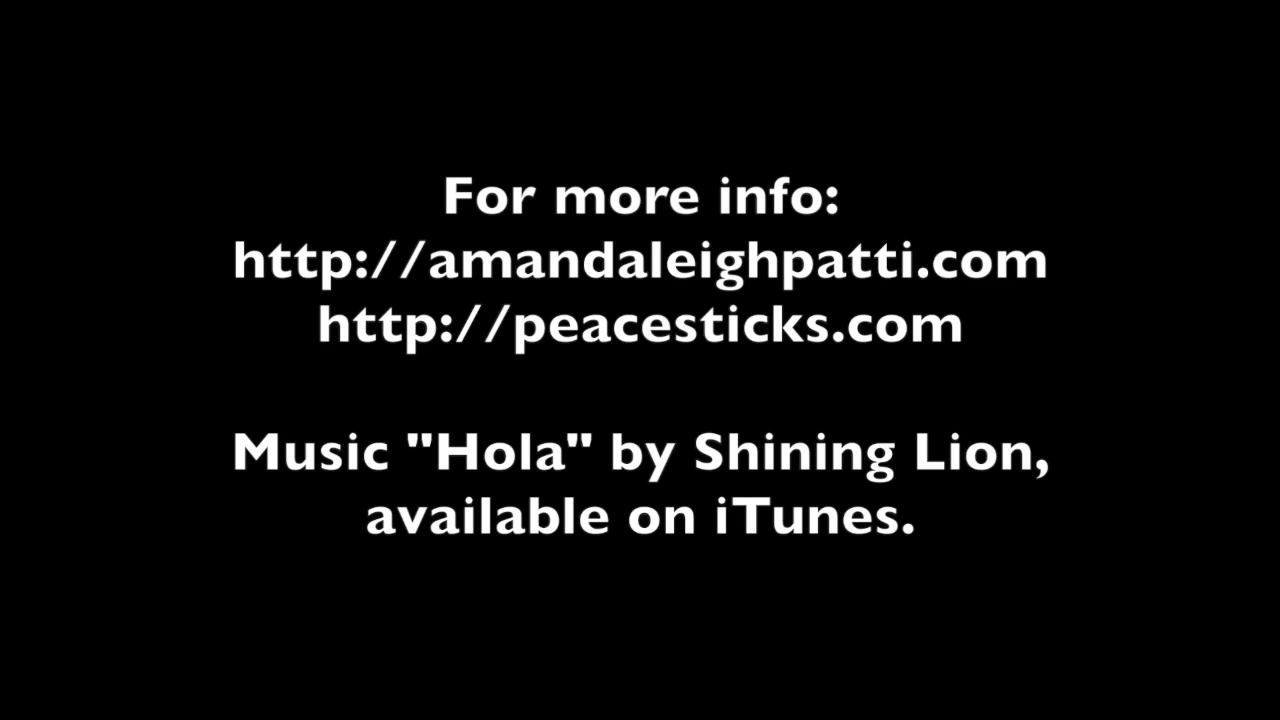 For more info:
http://amandaleighpatti.com
http://peacesticks.com
Music "Hola" by Shining Lion,
available on iTunes.